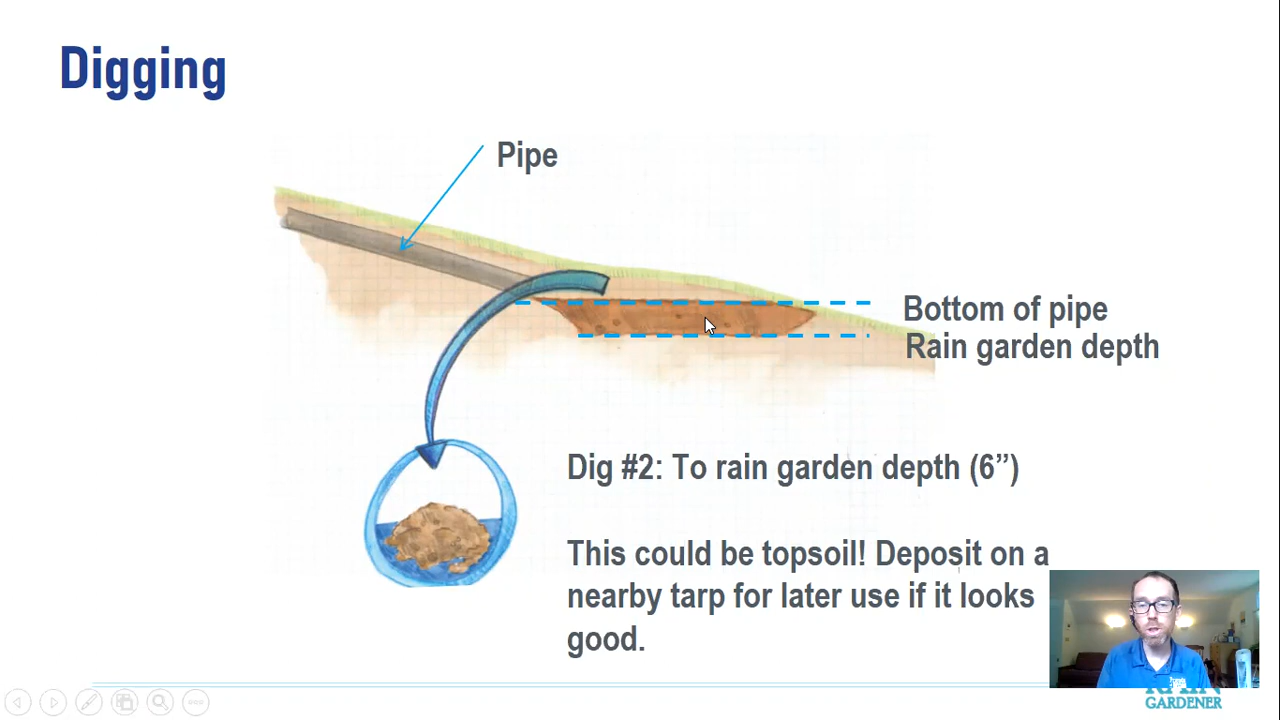 Digging
Pipe
Bottom of pipe
Rain garden depth
Dig #2: To rain garden depth (6”)
This could be topsoil! Deposit on a
nearby tarp for later use if it looks
good.
GARDENER